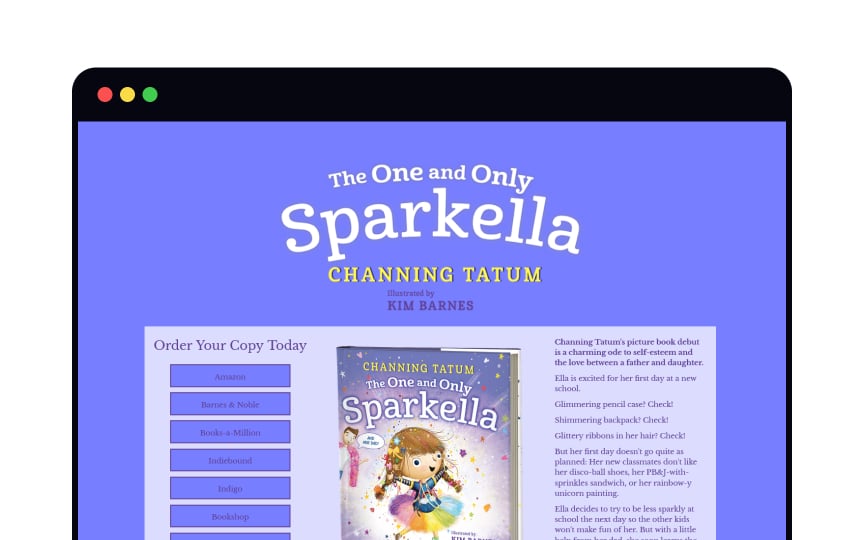 The One and Only
Sparkella
CHANNING TATUM
Illustrated by
KIM BARNES
Order Your Copy Today
Amazon
Barnes & Noble
Books-a-Million
Indiebound
Indigo
Bookshop
CHANNING TATUM
The One and Only
Sparkella
Illustrated by
Channing Tatum's picture book debut
is a charming ode to self-esteem and
the love between a father and daughter.
Ella is excited for her first day at a new
school.
Glimmering pencil case? Check!
Shimmering backpack? Check!
Glittery ribbons in her hair? Check!
But her first day doesn't go quite as
planned: Her new classmates don't like
her disco-ball shoes, her PB&J-with-
sprinkles sandwich, or her rainbow-y
unicorn painting.
Ella decides to try to be less sparkly at
school the next day so the other kids
won't make fun of her. But with a little